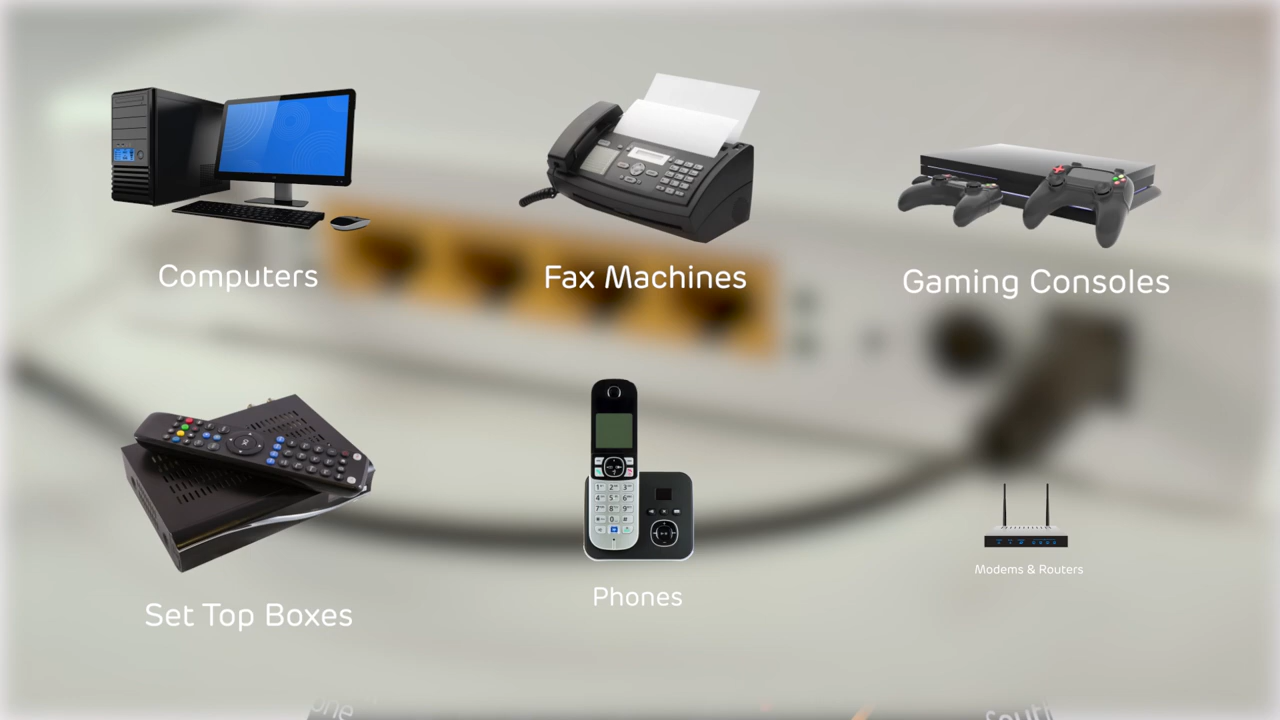 Computers
Fax Machines
Gaming Consoles
Set Top Boxes
Phones
Modems & Routers